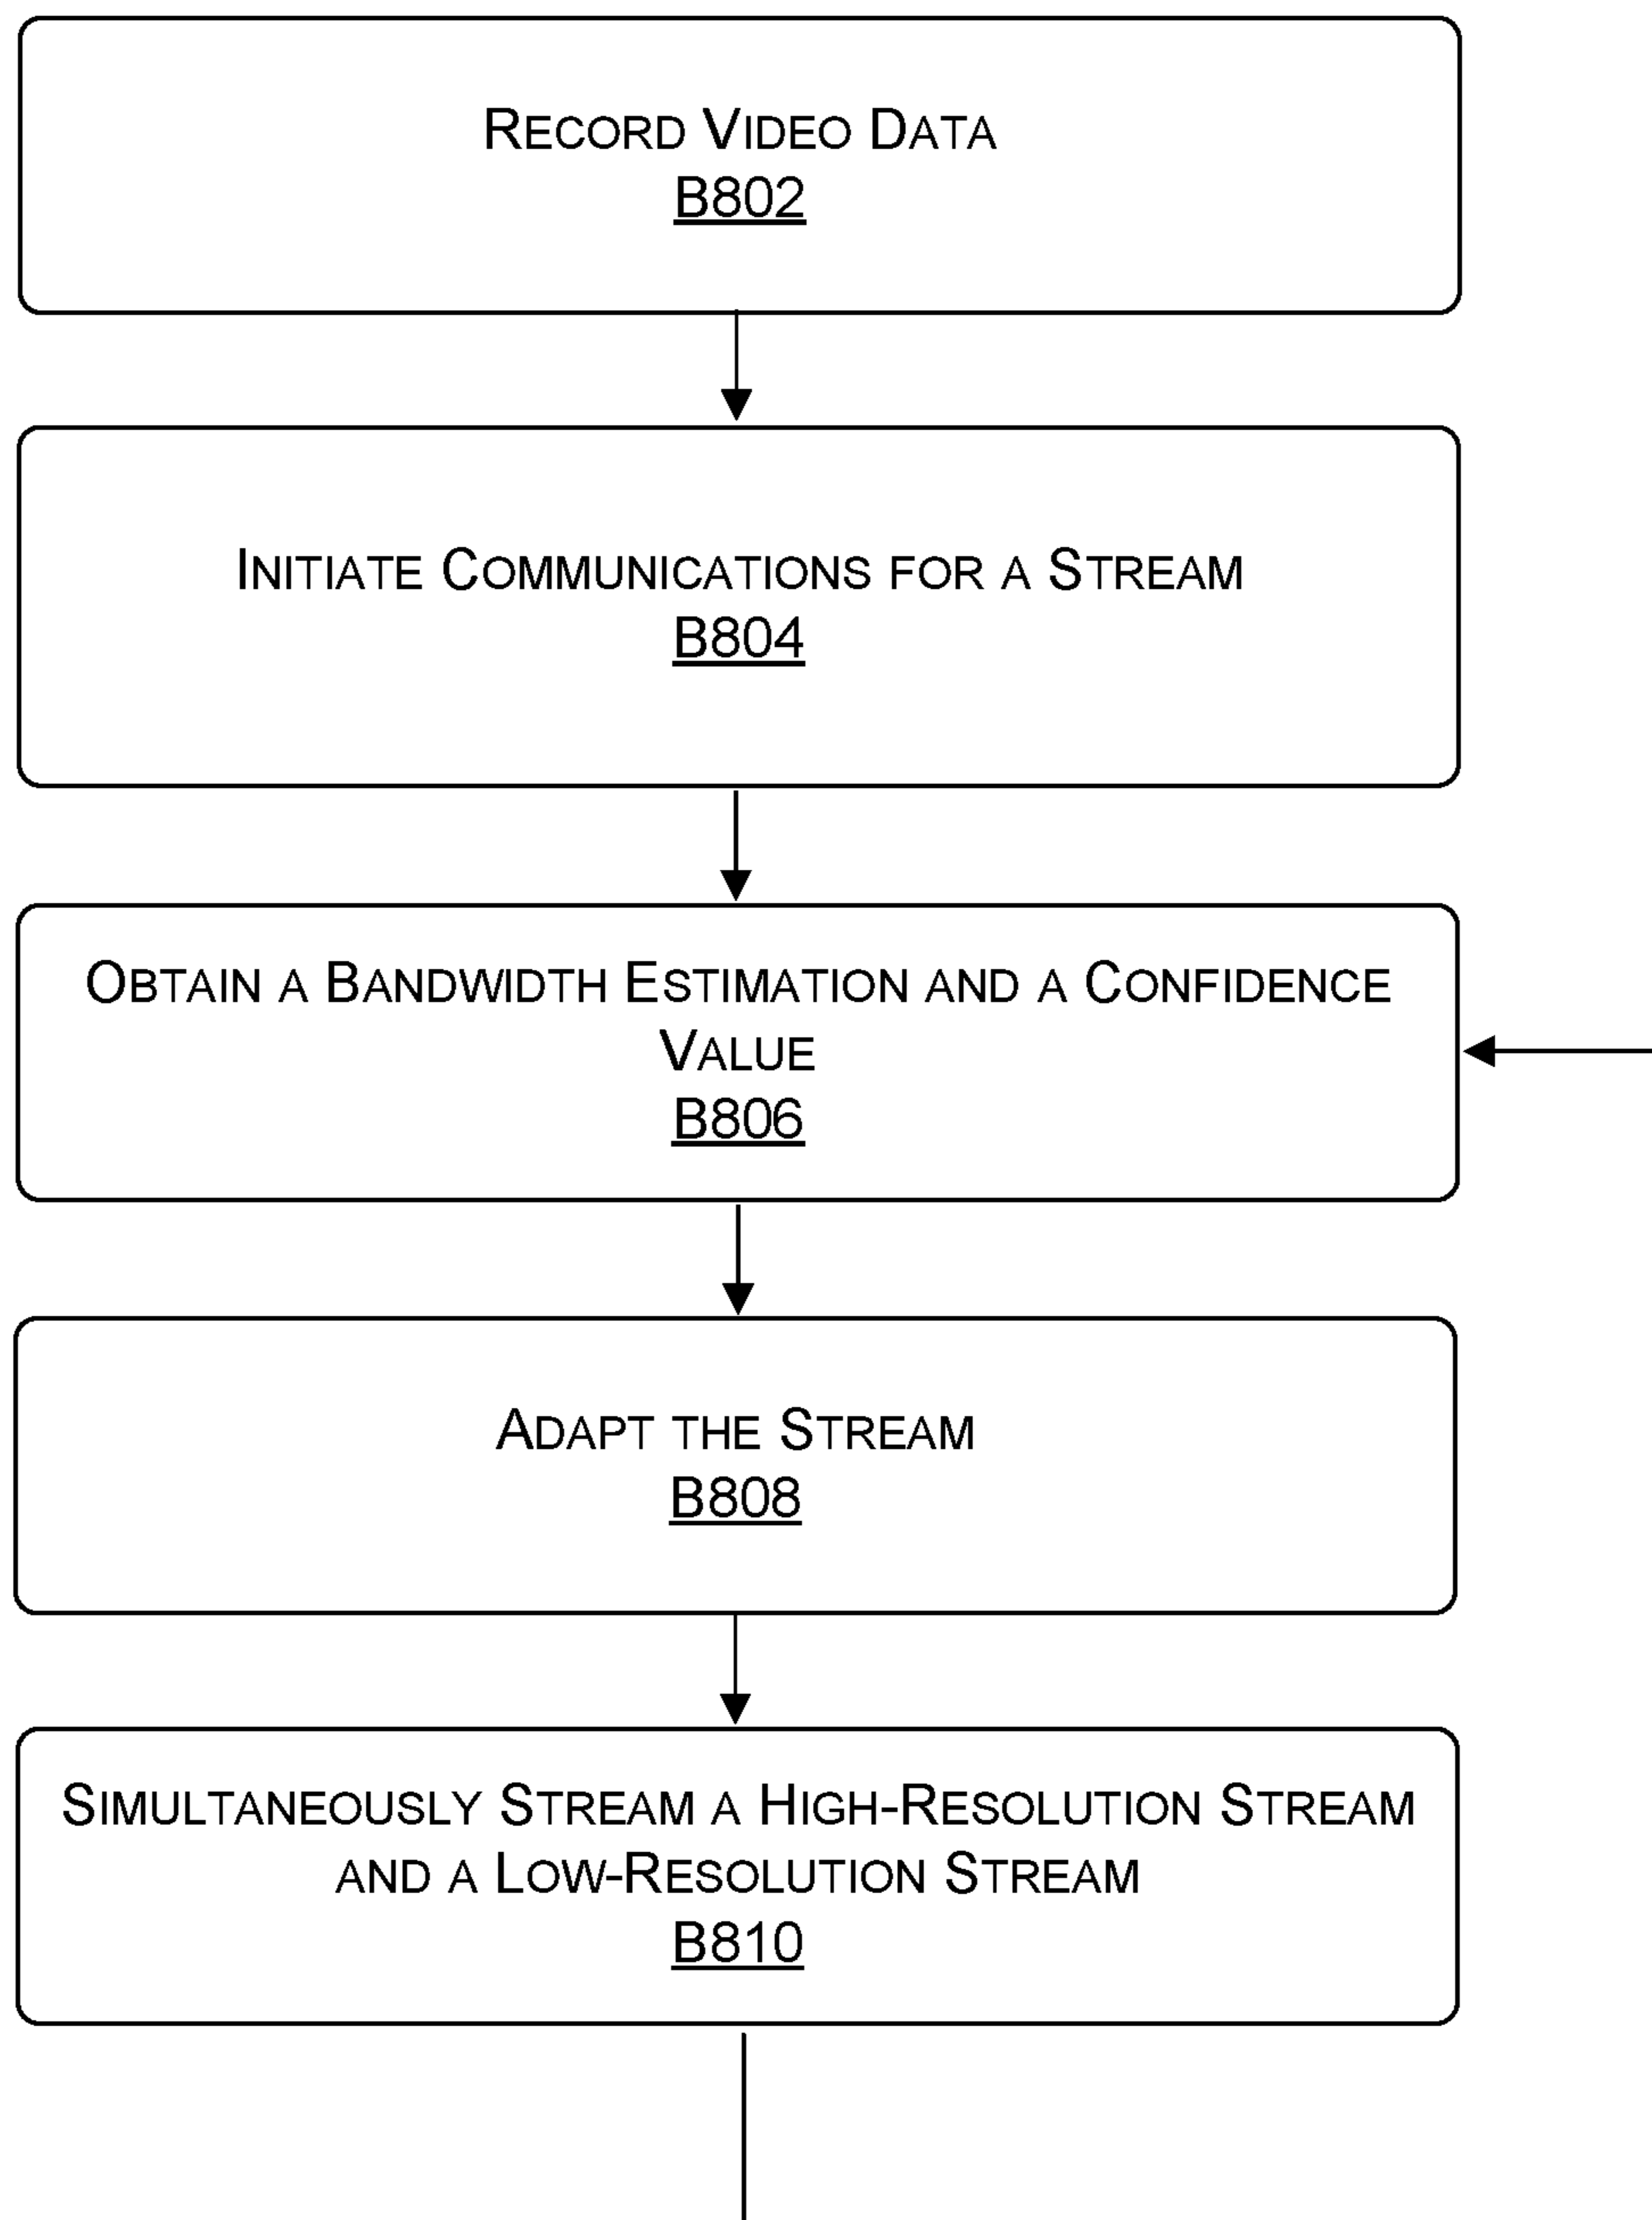 RECORD VIDEO DATA
B802
INITIATE COMMUNICATIONS FOR A STREAM
B804
OBTAIN A BANDWIDTH ESTIMATION AND A CONFIDENCE
VALUE
B806
ADAPT THE STREAM
B808
SIMULTANEOUSLY STREAM A HIGH-RESOLUTION STREAM
AND A LOW-RESOLUTION STREAM
B810